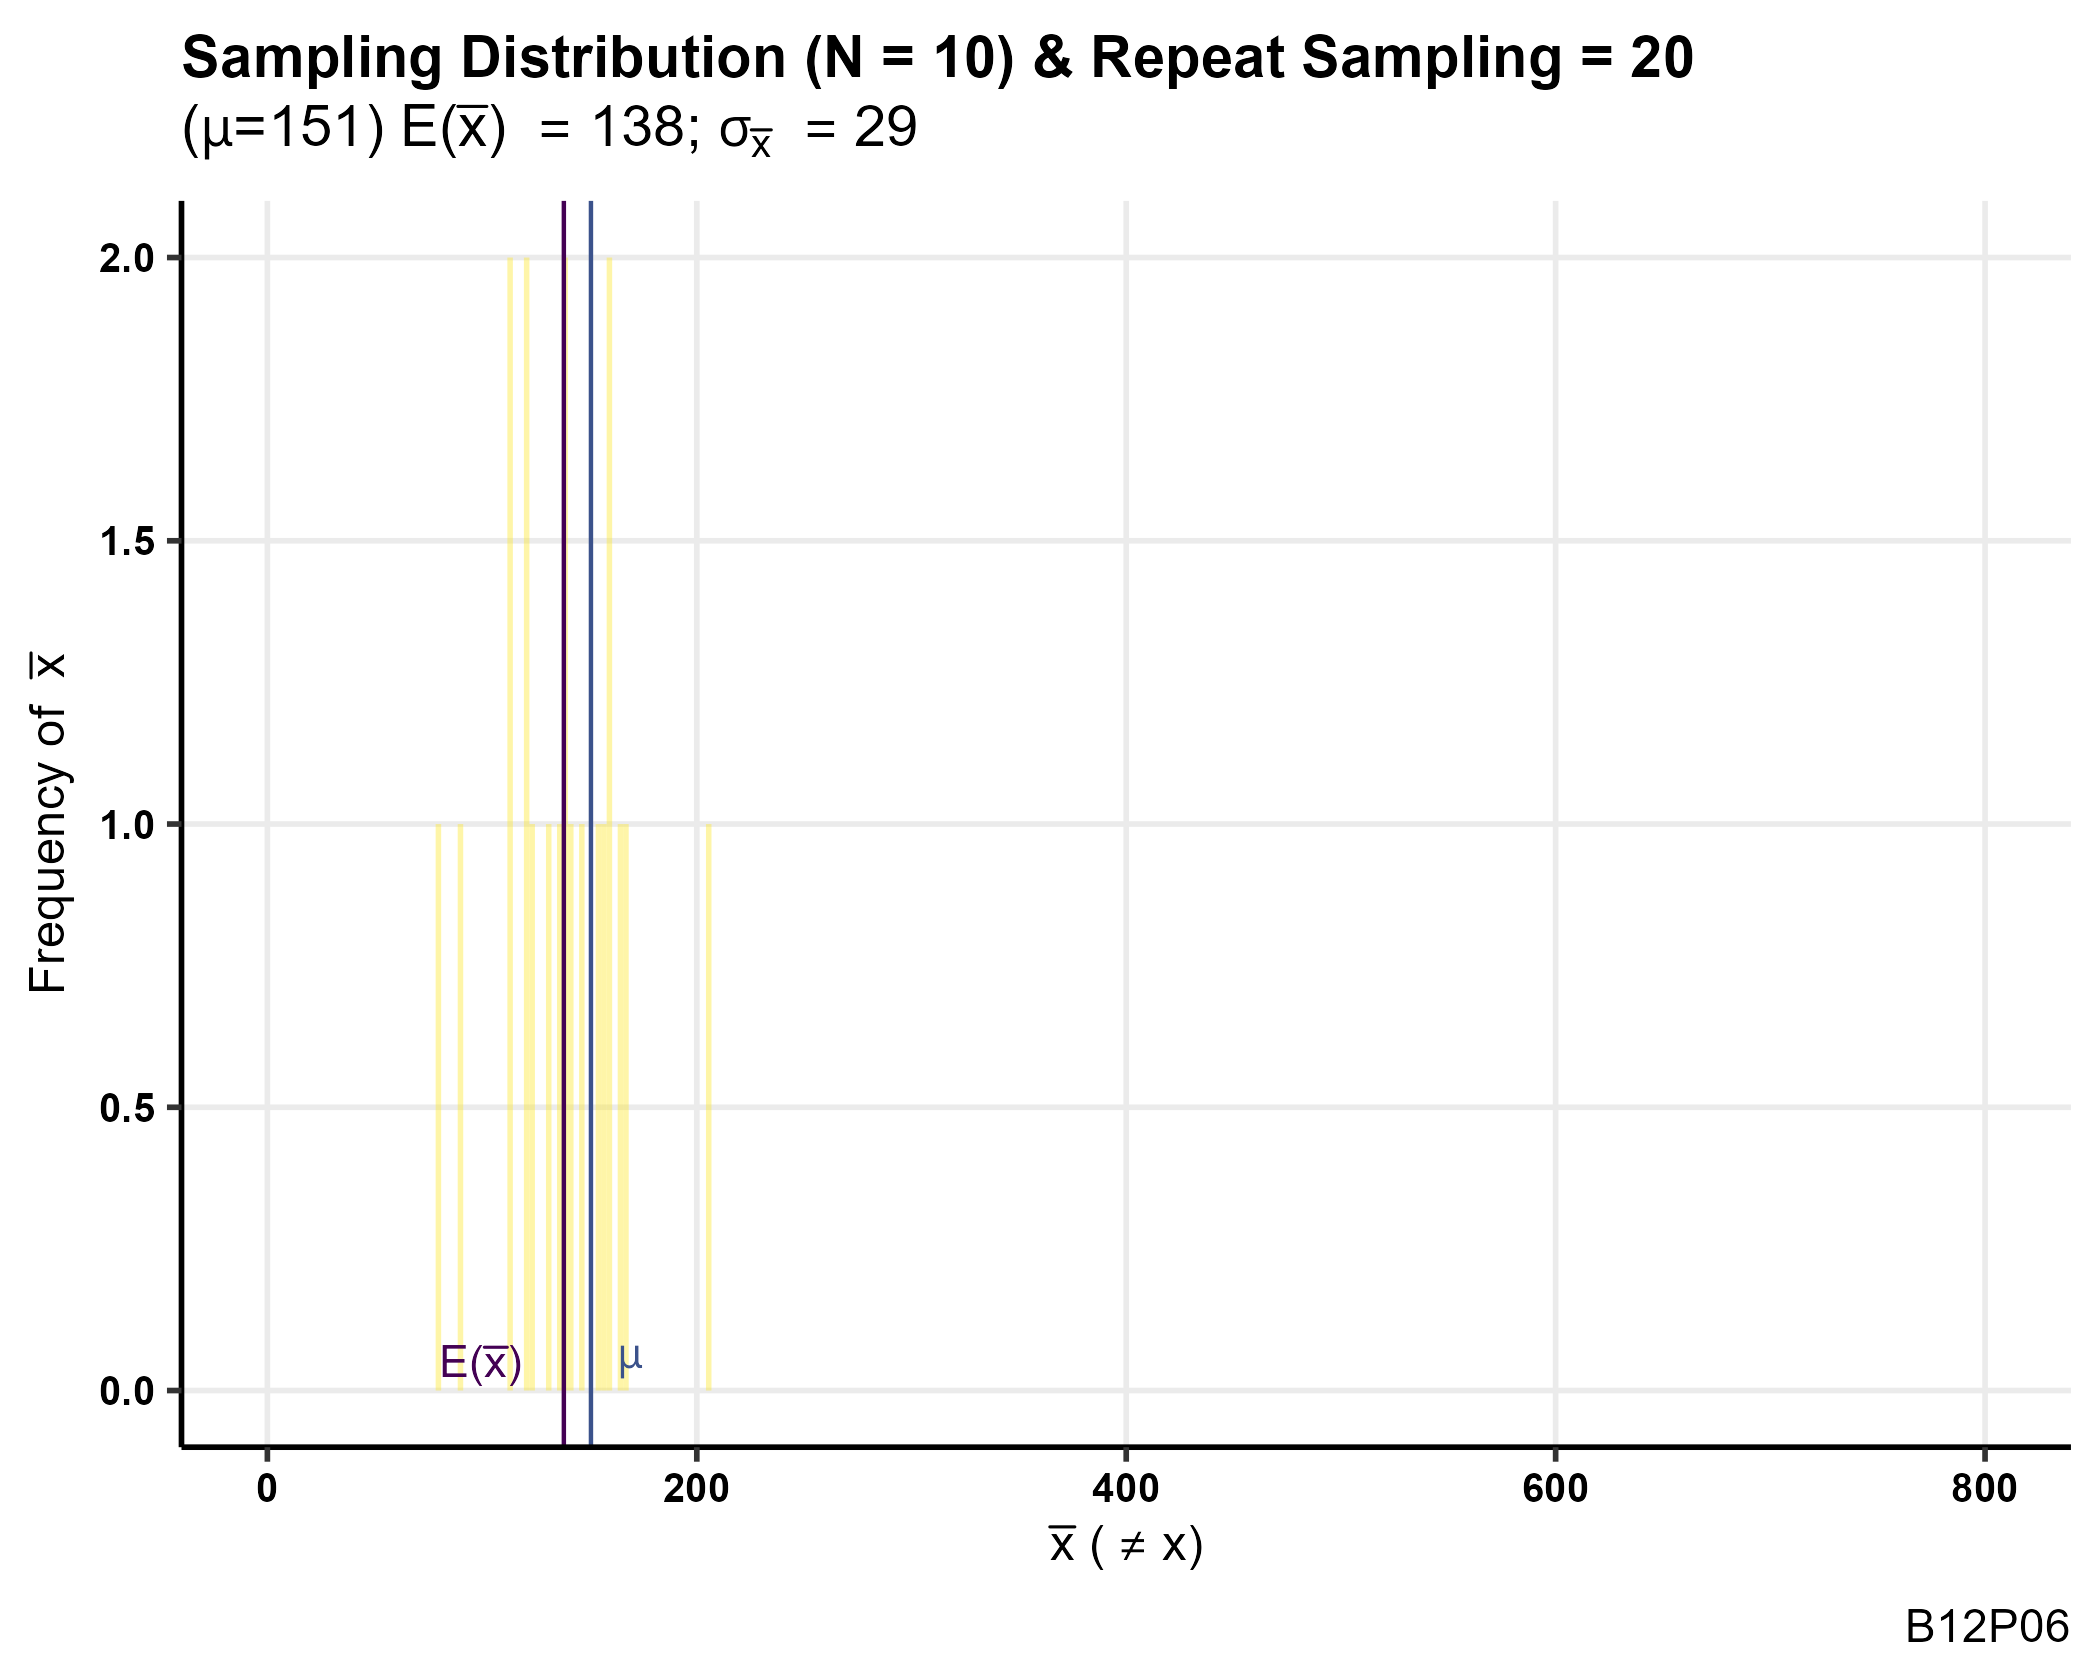 Sampling Distribution (N = 10) & Repeat Sampling = 20
(μ=151) E(x̅) = 138; σx̅ = 29
2.0
1.5
1.0
0.5
0.0
Frequency of x̅
E(x̅)
μ
0 200 400 600 800
x̅ ( ≠ x)
B12P06